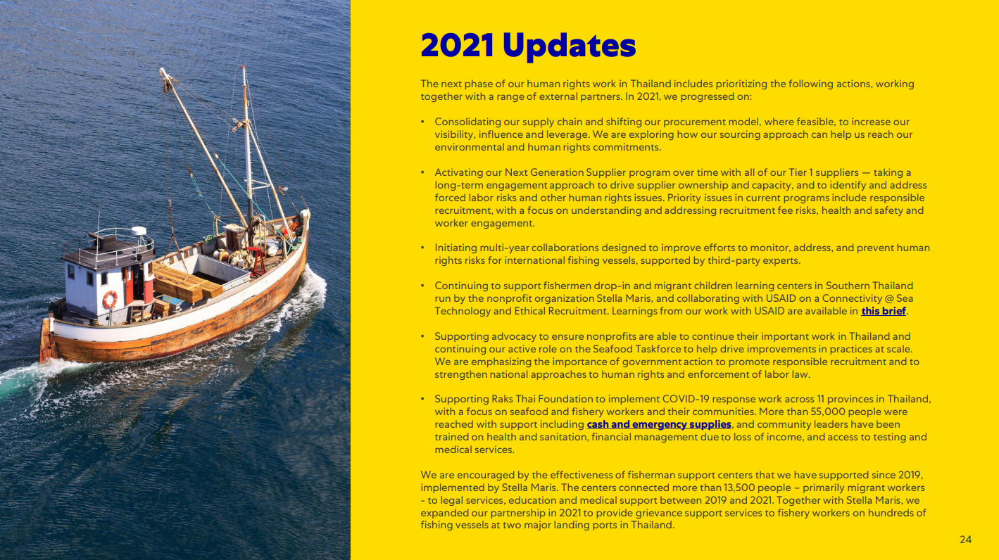 2021 Updates
The next phase of our human rights work in Thailand includes prioritizing the following actions, working
together with a range of external partners. In 2021, we progressed on:
• Consolidating our supply chain and shifting our procurement model, where feasible, to increase our
visibility, influence and leverage. We are exploring how our sourcing approach can help us reach our
environmental and human rights commitments.
• Activating our Next Generation Supplier program over time with all of our Tier 1 suppliers — taking a
long-term engagement approach to drive supplier ownership and capacity, and to identify and address
forced labor risks and other human rights issues. Priority issues in current programs include responsible
recruitment, with a focus on understanding and addressing recruitment fee risks, health and safety and
worker engagement.
• Initiating multi-year collaborations designed to improve efforts to monitor, address, and prevent human
rights risks for international fishing vessels, supported by third-party experts.
• Continuing to support fishermen drop-in and migrant children learning centers in Southern Thailand
run by the nonprofit organization Stella Maris, and collaborating with USAID on a Connectivity @ Sea
Technology and Ethical Recruitment. Learnings from our work with USAID are available in this brief.
• Supporting advocacy to ensure nonprofits are able to continue their important work in Thailand and
continuing our active role on the Seafood Taskforce to help drive improvements in practices at scale.
We are emphasizing the importance of government action to promote responsible recruitment and to
strengthen national approaches to human rights and enforcement of labor law.
• Supporting Raks Thai Foundation to implement COVID-19 response work across 11 provinces in Thailand,
with a focus on seafood and fishery workers and their communities. More than 55,000 people were
reached with support including cash and emergency supplies, and community leaders have been
trained on health and sanitation, financial management due to loss of income, and access to testing and
medical services.
We are encouraged by the effectiveness of fisherman support centers that we have supported since 2019,
implemented by Stella Maris. The centers connected more than 13,500 people – primarily migrant workers
- to legal services, education and medical support between 2019 and 2021. Together with Stella Maris, we
expanded our partnership in 2021 to provide grievance support services to fishery workers on hundreds of
fishing vessels at two major landing ports in Thailand.
24